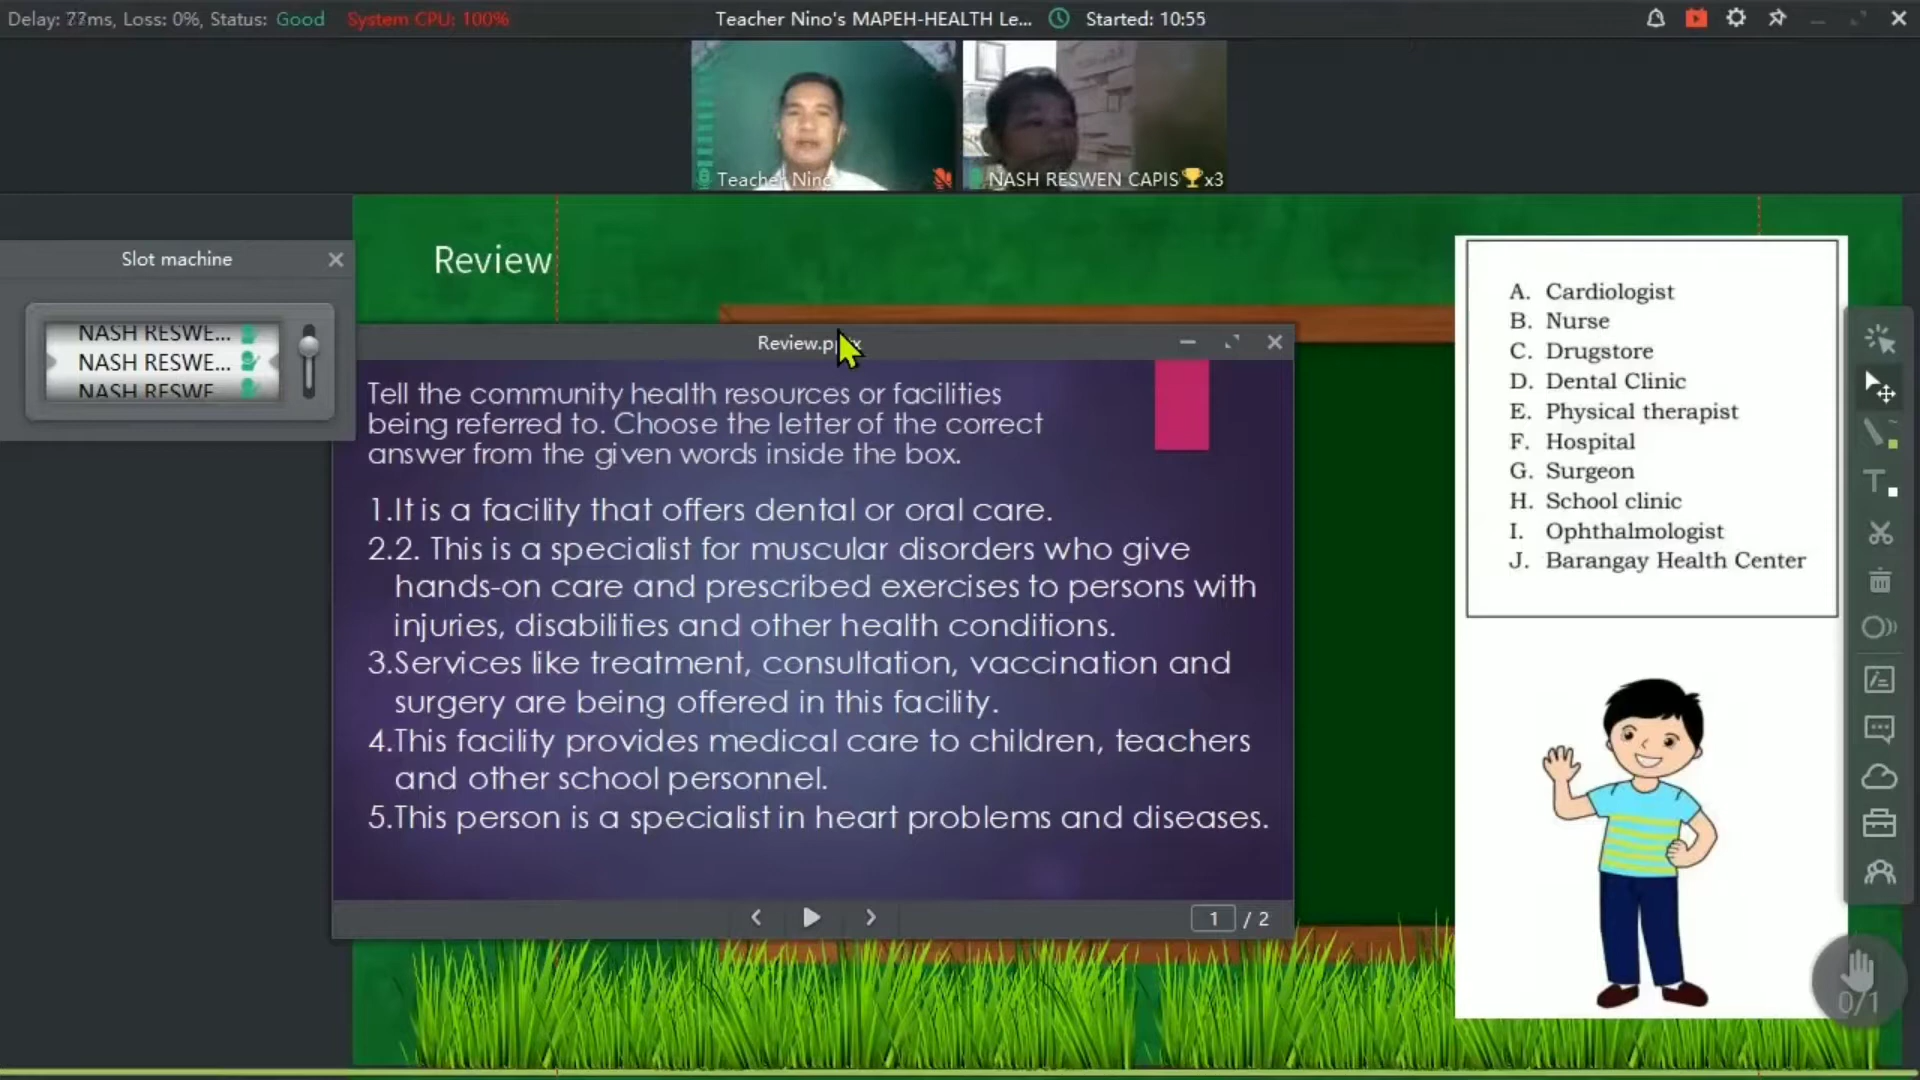 Delay: 77ms, Loss: 0%, Status: Good
System CPU: 100%
Teacher Nino's MAPEH-HEALTH Le...
Started: 10:55
Teacher Nino
NASH RESWEN CAPIS
x3
Slot machine
NASH RESWE...
NASH RESWE...
NASH RESWE
Review
Review.pptx
Tell the community health resources or facilities
being referred to. Choose the letter of the correct
answer from the given words inside the box.
1.It is a facility that offers dental or oral care.
2.2. This is a specialist for muscular disorders who give
hands-on care and prescribed exercises to persons with
injuries, disabilities and other health conditions.
3.Services like treatment, consultation, vaccination and
surgery are being offered in this facility.
4.This facility provides medical care to children, teachers
and other school personnel.
5.This person is a specialist in heart problems and diseases.
1 / 2
A. Cardiologist
B. Nurse
C. Drugstore
D. Dental Clinic
E. Physical therapist
F. Hospital
G. Surgeon
H. School clinic
I. Ophthalmologist
J. Barangay Health Center
0/1